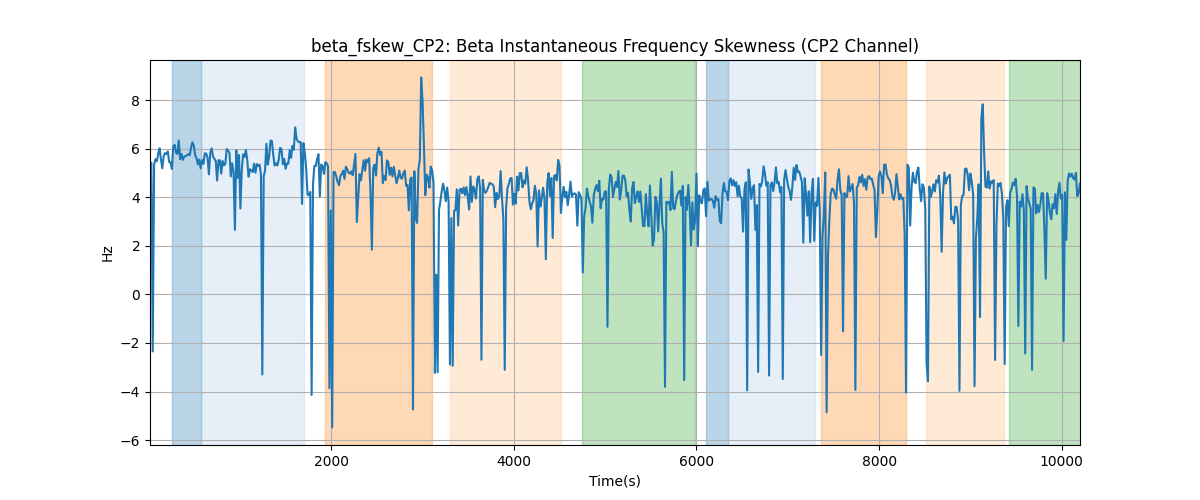 beta_fskew_CP2: Beta Instantaneous Frequency Skewness (CP2 Channel)
Hz
8
6
4
2
0
−2
−4
−6
2000 4000 6000 8000 10000
Time(s)